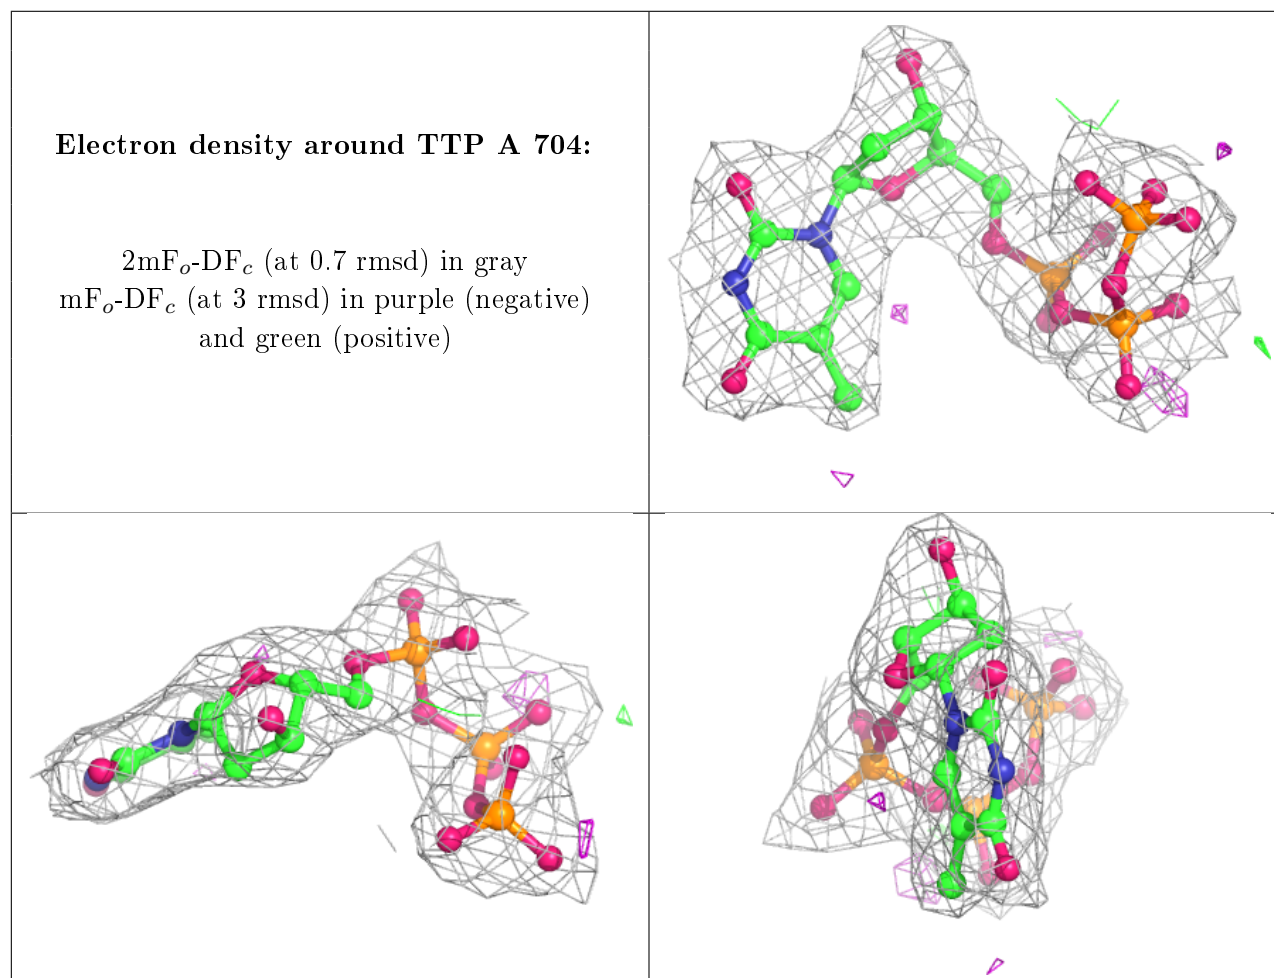 Electron density around TTP A 704:
2mFo-DFc (at 0.7 rmsd) in gray
mFo-DFc (at 3 rmsd) in purple (negative)
and green (positive)